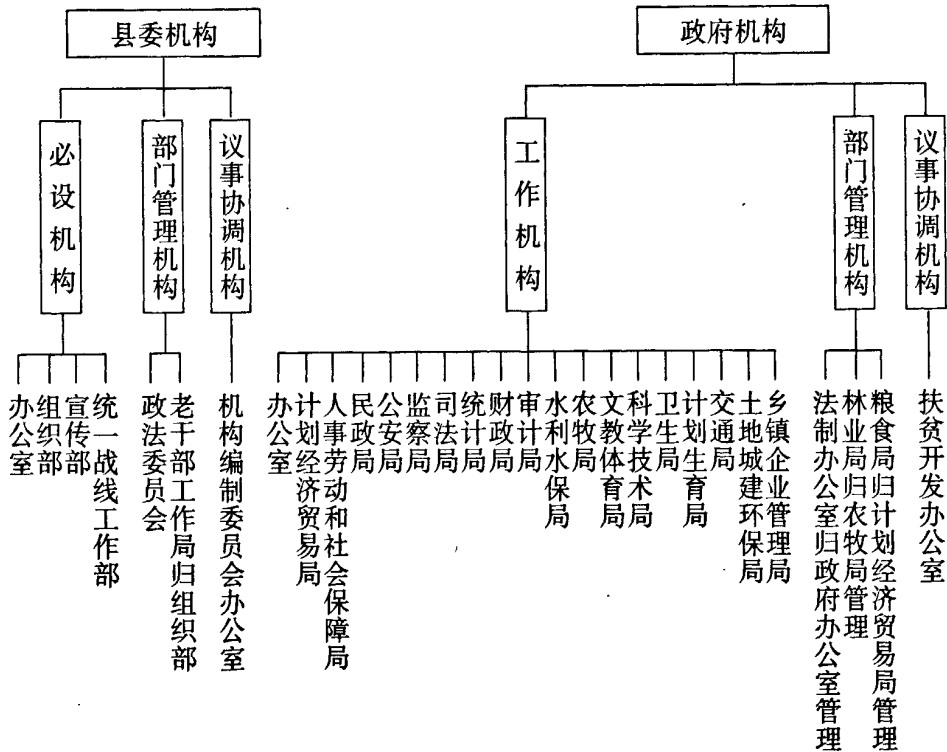 县委机构
政府机构
必设机构
部门管理机构
议事协调机构
工作机构
部门管理机构
议事协调机构
办公室
组织部
宣传部
统一战线工作部
政法委员会
老干部工作局归组织部
机构编制委员会办公室
办公室
计划经济贸易局
人事劳动和社会保障局
民政局
公安局
监察局
司法局
统计局
财政局
审计局
水利水保局
农牧局
文教体育局
科学技术局
卫生局
计划生育局
交通局
土地城建环保局
乡镇企业管理局
法制办公室归政府办公室管理
林业局归农牧局管理
粮食局归计划经济贸易局管理
扶贫开发办公室